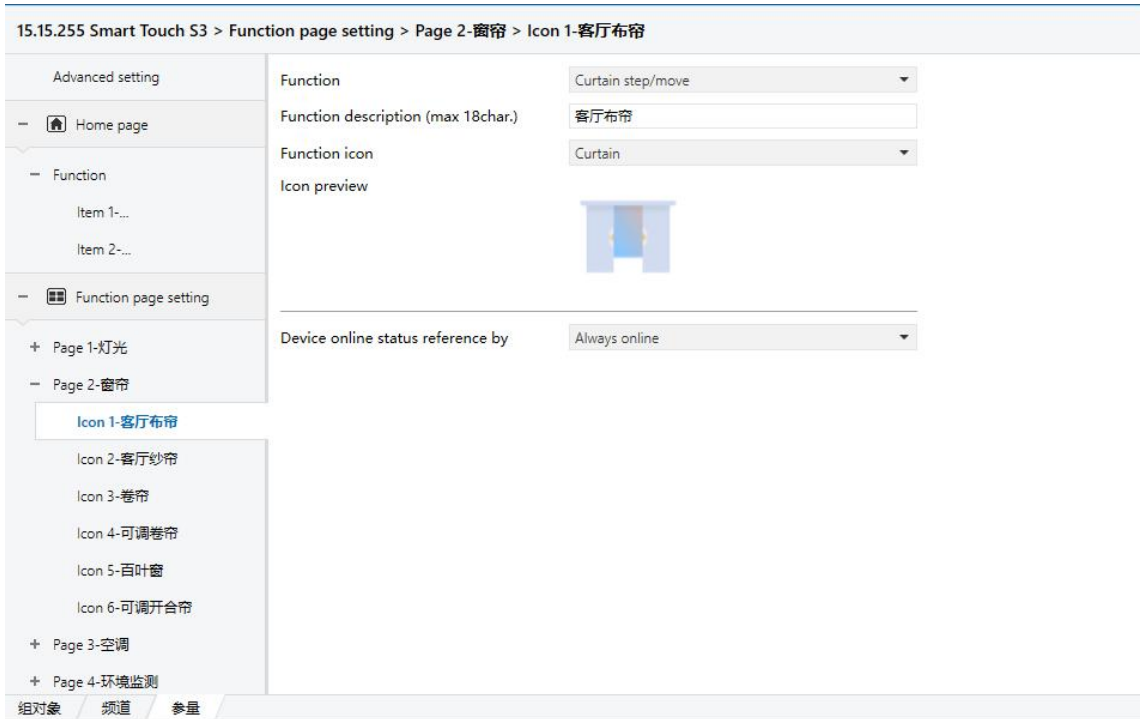 15.15.255 Smart Touch S3 > Function page setting > Page 2-窗帘 > Icon 1-客厅布帘
Advanced setting
Home page
Function
Item 1-...
Item 2-...
Function page setting
Page 1-灯光
Page 2-窗帘
Icon 1-客厅布帘
Icon 2-客厅纱帘
Icon 3-卷帘
Icon 4-可调卷帘
Icon 5-百叶窗
Icon 6-可调开合帘
Page 3-空调
Page 4-环境监测
Function Curtain step/move
Function description (max 18char.) 客厅布帘
Function icon Curtain
Icon preview
Device online status reference by Always online
组对象 频道 参量